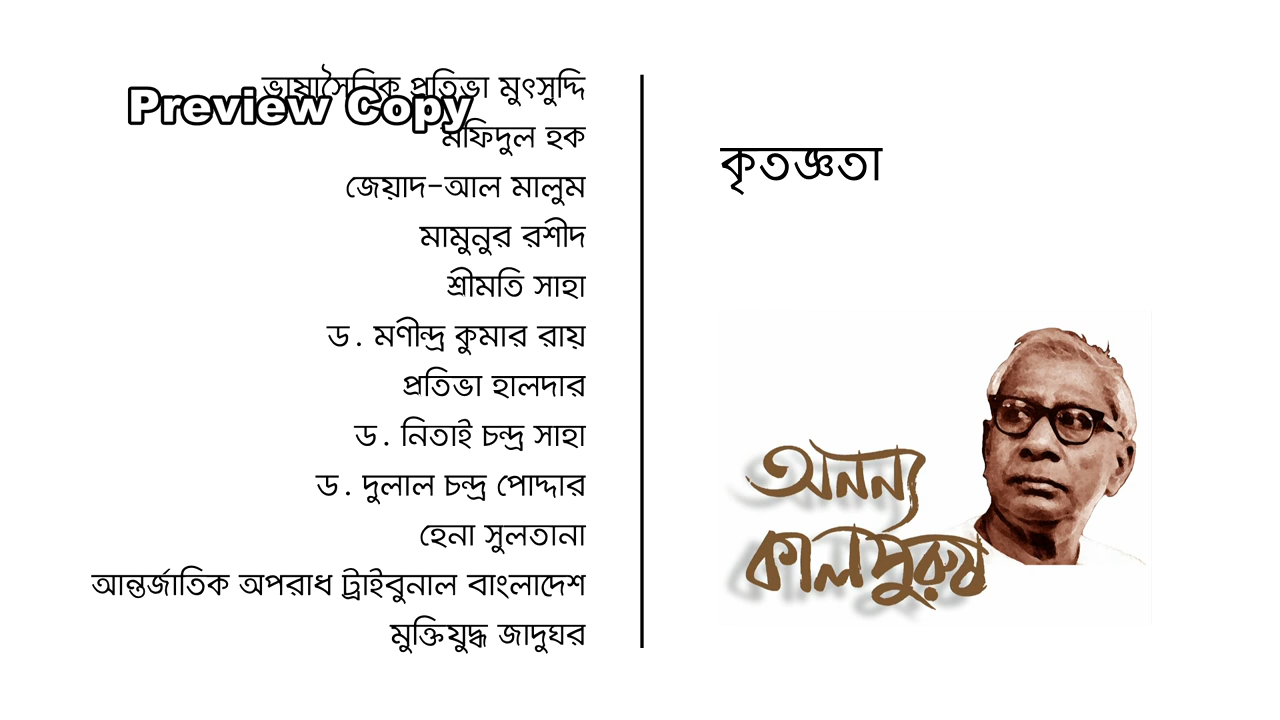 ভাষাসৈনিক প্রতিভা মুৎসুদ্দি
Preview Copy
মফিদুল হক
জেয়াদ-আল মালুম
মামুনুর রশীদ
শ্রীমতি সাহা
ড. মণীন্দ্র কুমার রায়
প্রতিভা হালদার
ড. নিতাই চন্দ্র সাহা
ড. দুলাল চন্দ্র পোদ্দার
হেনা সুলতানা
আন্তর্জাতিক অপরাধ ট্রাইবুনাল বাংলাদেশ
মুক্তিযুদ্ধ জাদুঘর
কৃতজ্ঞতা
অনন্য
কালপুরুষ